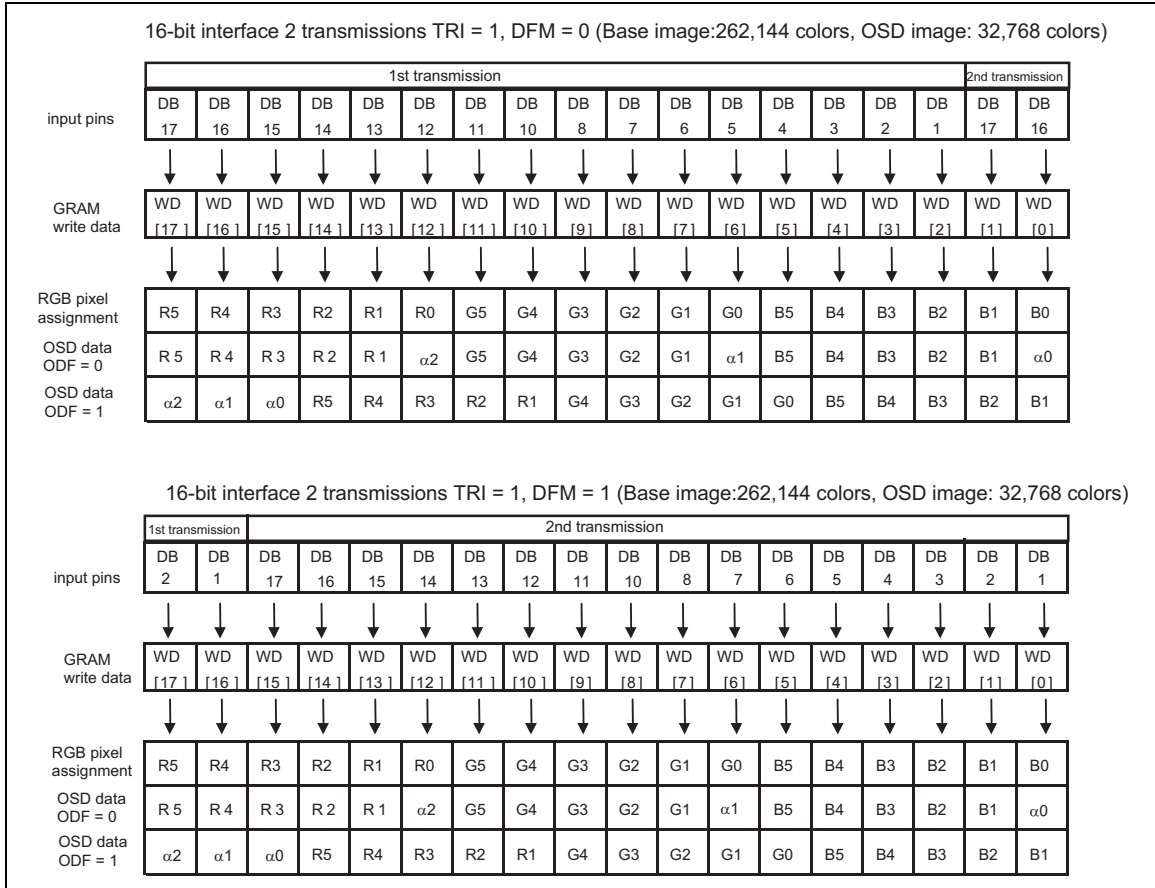 16-bit interface 2 transmissions TRI = 1, DFM = 0 (Base image:262,144 colors, OSD image: 32,768 colors)
1st transmission 2nd transmission
input pins DB 17 DB 16 DB 15 DB 14 DB 13 DB 12 DB 11 DB 10 DB 8 DB 7 DB 6 DB 5 DB 4 DB 3 DB 2 DB 1 DB 17 DB 16
GRAM write data WD [17 ] WD [16 ] WD [15 ] WD [14 ] WD [13 ] WD [12 ] WD [11 ] WD [10 ] WD [9] WD [8] WD [7] WD [6] WD [5] WD [4] WD [3] WD [2] WD [1] WD [0]
RGB pixel assignment R5 R4 R3 R2 R1 R0 G5 G4 G3 G2 G1 G0 B5 B4 B3 B2 B1 B0
OSD data ODF = 0 R 5 R 4 R 3 R 2 R 1 α2 G5 G4 G3 G2 G1 α1 B5 B4 B3 B2 B1 α0
OSD data ODF = 1 α2 α1 α0 R5 R4 R3 R2 R1 G4 G3 G2 G1 G0 B5 B4 B3 B2 B1
16-bit interface 2 transmissions TRI = 1, DFM = 1 (Base image:262,144 colors, OSD image: 32,768 colors)
1st transmission 2nd transmission
input pins DB 2 DB 1 DB 17 DB 16 DB 15 DB 14 DB 13 DB 12 DB 11 DB 10 DB 8 DB 7 DB 6 DB 5 DB 4 DB 3 DB 2 DB 1
GRAM write data WD [17 ] WD [16 ] WD [15 ] WD [14 ] WD [13 ] WD [12 ] WD [11 ] WD [10 ] WD [9] WD [8] WD [7] WD [6] WD [5] WD [4] WD [3] WD [2] WD [1] WD [0]
RGB pixel assignment R5 R4 R3 R2 R1 R0 G5 G4 G3 G2 G1 G0 B5 B4 B3 B2 B1 B0
OSD data ODF = 0 R 5 R 4 R 3 R 2 R 1 α2 G5 G4 G3 G2 G1 α1 B5 B4 B3 B2 B1 α0
OSD data ODF = 1 α2 α1 α0 R5 R4 R3 R2 R1 G4 G3 G2 G1 G0 B5 B4 B3 B2 B1